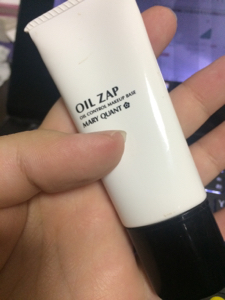 OIL ZAP
OIL CONTROL MAKEUP BASE
MARY QUANT